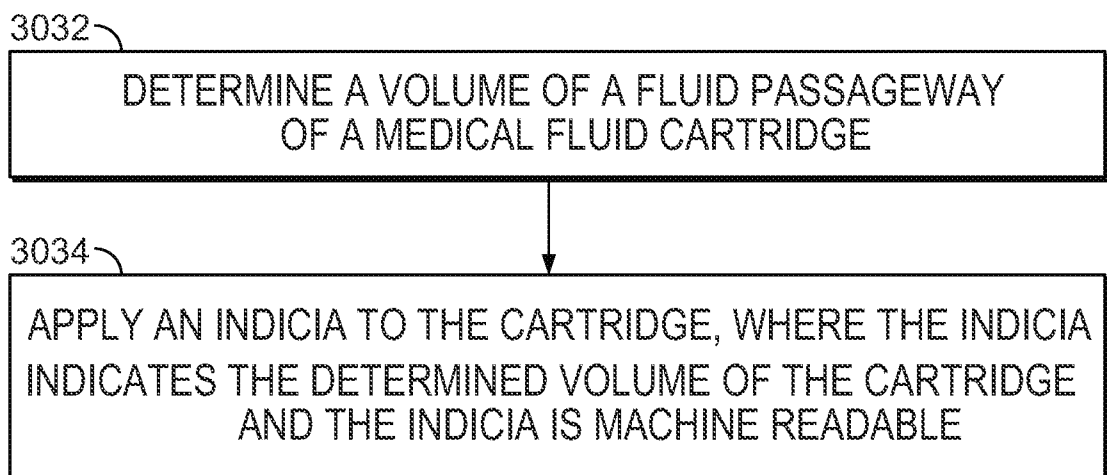 3032
DETERMINE A VOLUME OF A FLUID PASSAGEWAY
OF A MEDICAL FLUID CARTRIDGE
3034
APPLY AN INDICIA TO THE CARTRIDGE, WHERE THE INDICIA
INDICATES THE DETERMINED VOLUME OF THE CARTRIDGE
AND THE INDICIA IS MACHINE READABLE